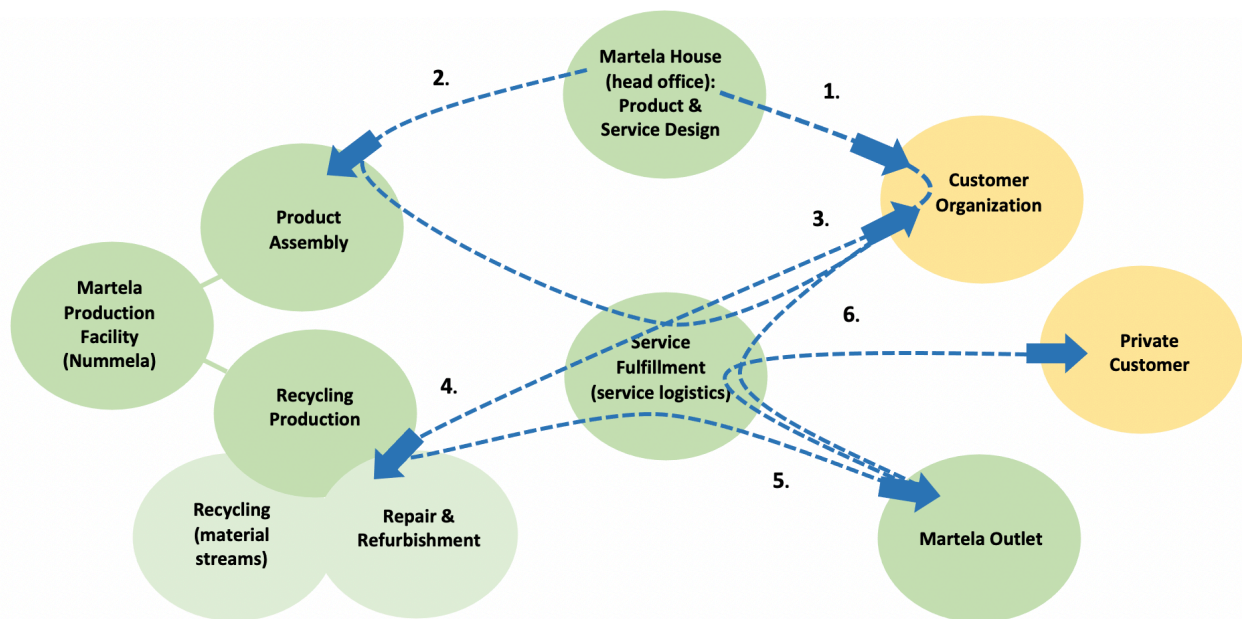 Martela House
(head office):
Product &
Service Design
2.
1.
Customer
Organization
Product
Assembly
3.
Martela
Production
Facility
(Nummela)
6.
Service
Fulfillment
(service logistics)
Private
Customer
4.
Recycling
Production
5.
Recycling
(material
streams)
Repair &
Refurbishment
Martela Outlet